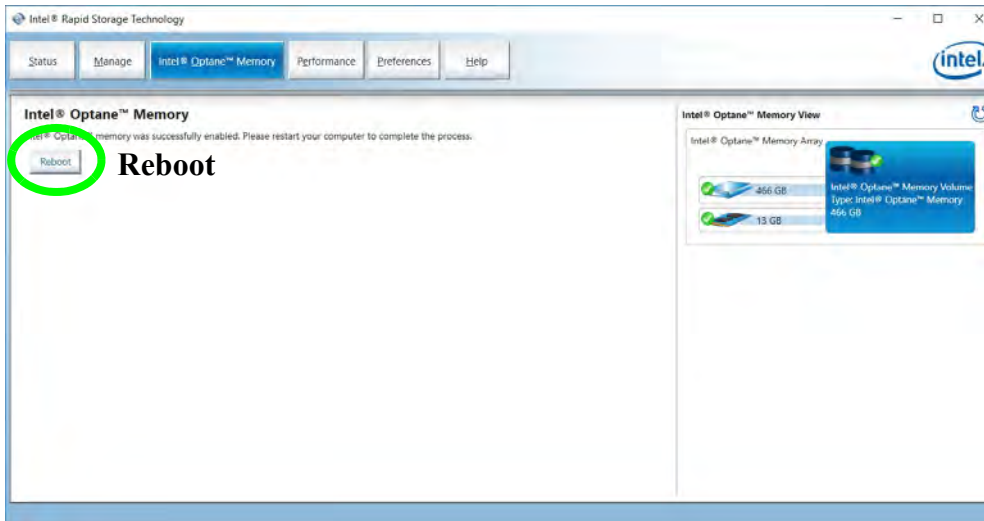 Intel® Rapid Storage Technology
Status
Manage
Intel® Optane™ Memory
Performance
Preferences
Help
intel.
Intel® Optane™ Memory
Intel® Optane™ memory was successfully enabled. Please restart your computer to complete the process.
Reboot
Reboot
Intel® Optane™ Memory View
Intel® Optane™ Memory Array
466 GB
13 GB
Intel® Optane™ Memory Volume
Type: Intel® Optane™ Memory
466 GB